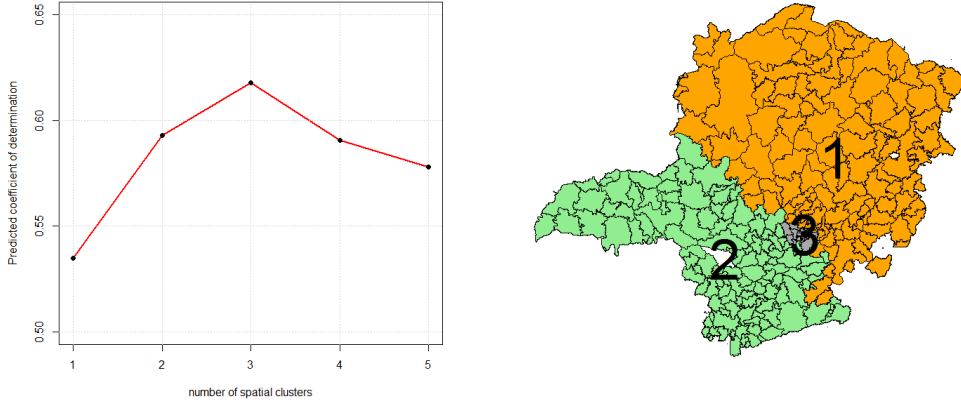 Predicted coefficient of determination
0.65
0.60
0.55
0.50
1 2 3 4 5
number of spatial clusters
1
3
2